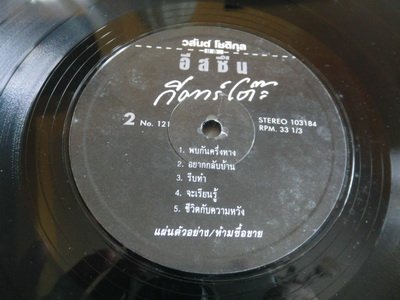 วสันต์ โชติกุล
อีสซึ่น
กีตาร์โต๊ะ
2 No. 121
STEREO 103184
RPM. 33 1/3
1. พบกันครึ่งทาง
2. อยากกลับบ้าน
3. รีบทำ
4. จะเรียนรู้
5. ชีวิตกับความหวัง
แผ่นตัวอย่าง/ห้ามซื้อขาย